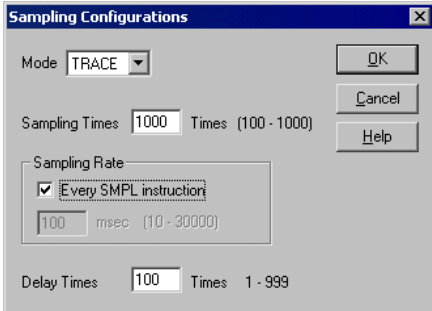 Sampling Configurations
Mode TRACE OK
Cancel
Sampling Times 1000 Times (100 - 1000)
Help
Sampling Rate
Every SMPL instruction
100 msec (10 - 30000)
Delay Times 100 Times 1 - 999